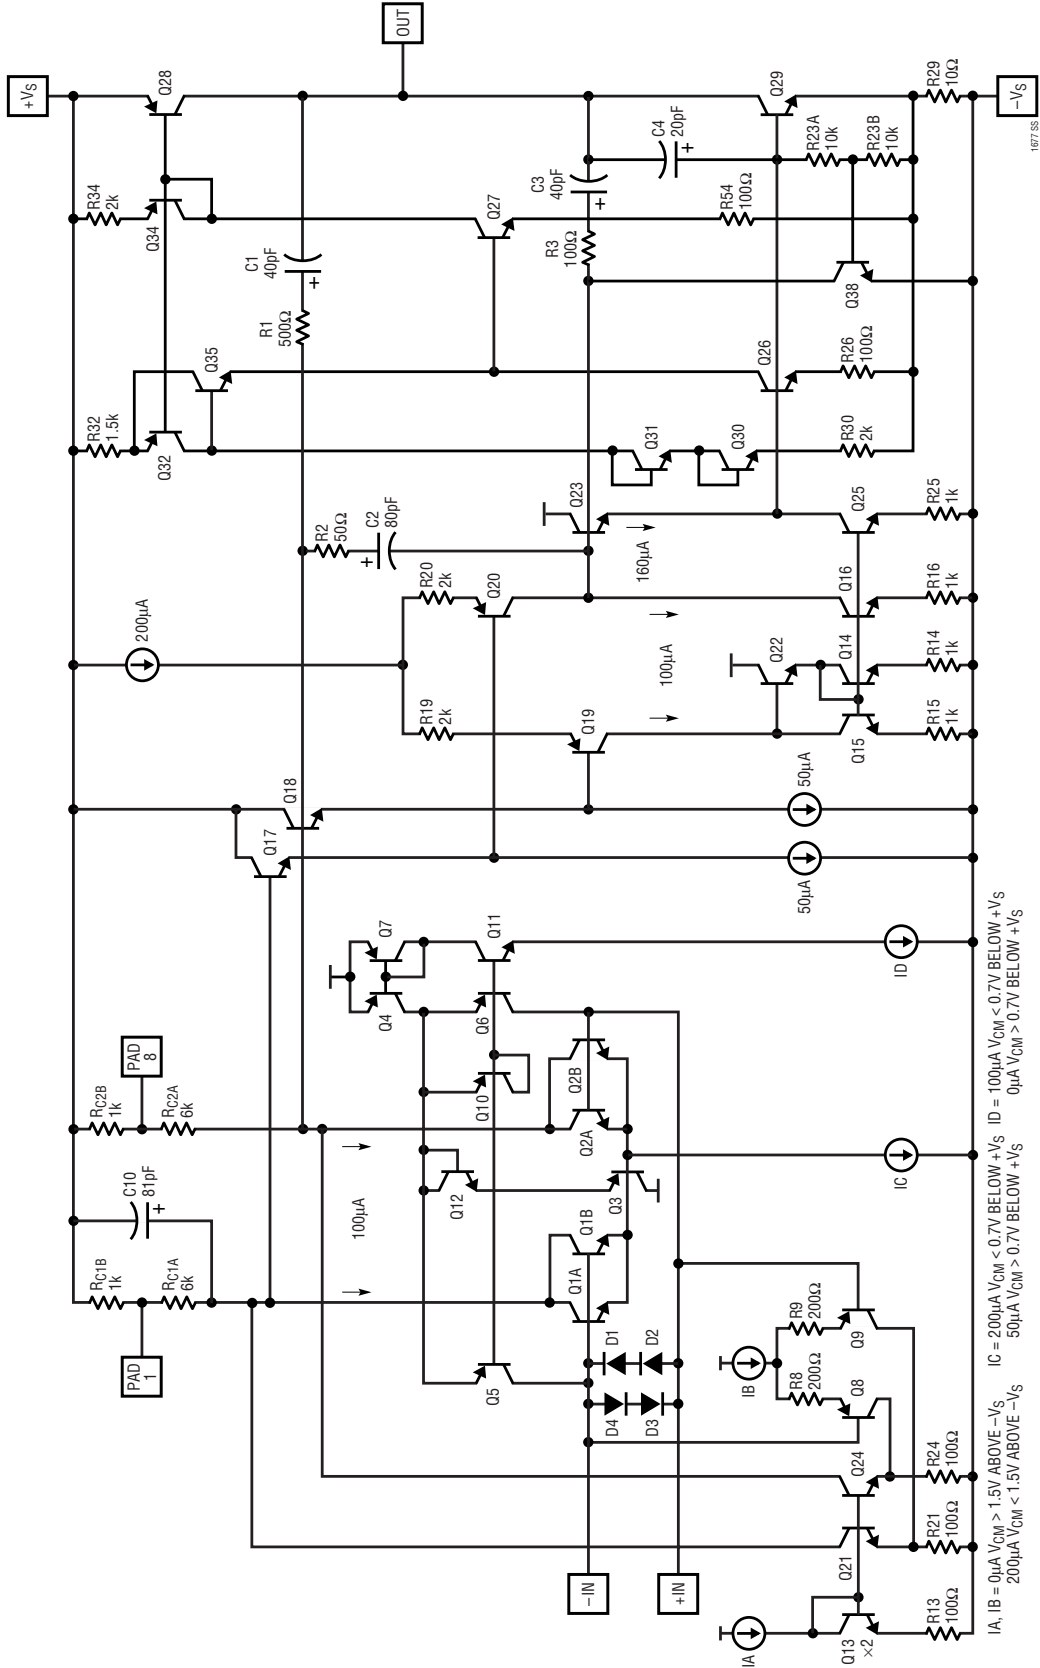 +VS
R34
2k
Q34
Q28
R32
1.5k
Q32
Q35
R1
500Ω
C1
40pF
OUT
200µA
R2
50Ω
C2
80pF
R20
2k
R19
2k
Q20
Q19
Q23
Q27
C3
40pF
R3
100Ω
C4
20pF
Q29
R23A
10k
R23B
10k
R29
10Ω
–VS
1677 SS
R54
100Ω
Q38
Q26
R26
100Ω
Q31
Q30
R30
2k
160µA
100µA
Q22
Q25
Q16
Q14
Q15
R25
1k
R16
1k
R14
1k
R15
1k
Q18
Q17
50µA
50µA
RC2B
1k
PAD
8
RC2A
6k
C10
81pF
RC1B
1k
PAD
1
RC1A
6k
100µA
Q7
Q4
Q11
Q6
Q10
Q12
Q5
Q2B
Q2A
Q3
Q1B
Q1A
D1
D2
D4
D3
ID
IC
–IN
+IN
IB
R9
200Ω
R8
200Ω
Q9
Q8
Q24
Q21
IA
Q13
×2
R24
100Ω
R21
100Ω
R13
100Ω
IA, IB = 0µA VCM > 1.5V ABOVE –VS
200µA VCM < 1.5V ABOVE –VS
IC = 200µA VCM < 0.7V BELOW +VS
50µA VCM > 0.7V BELOW +VS
ID = 100µA VCM < 0.7V BELOW +VS
0µA VCM > 0.7V BELOW +VS